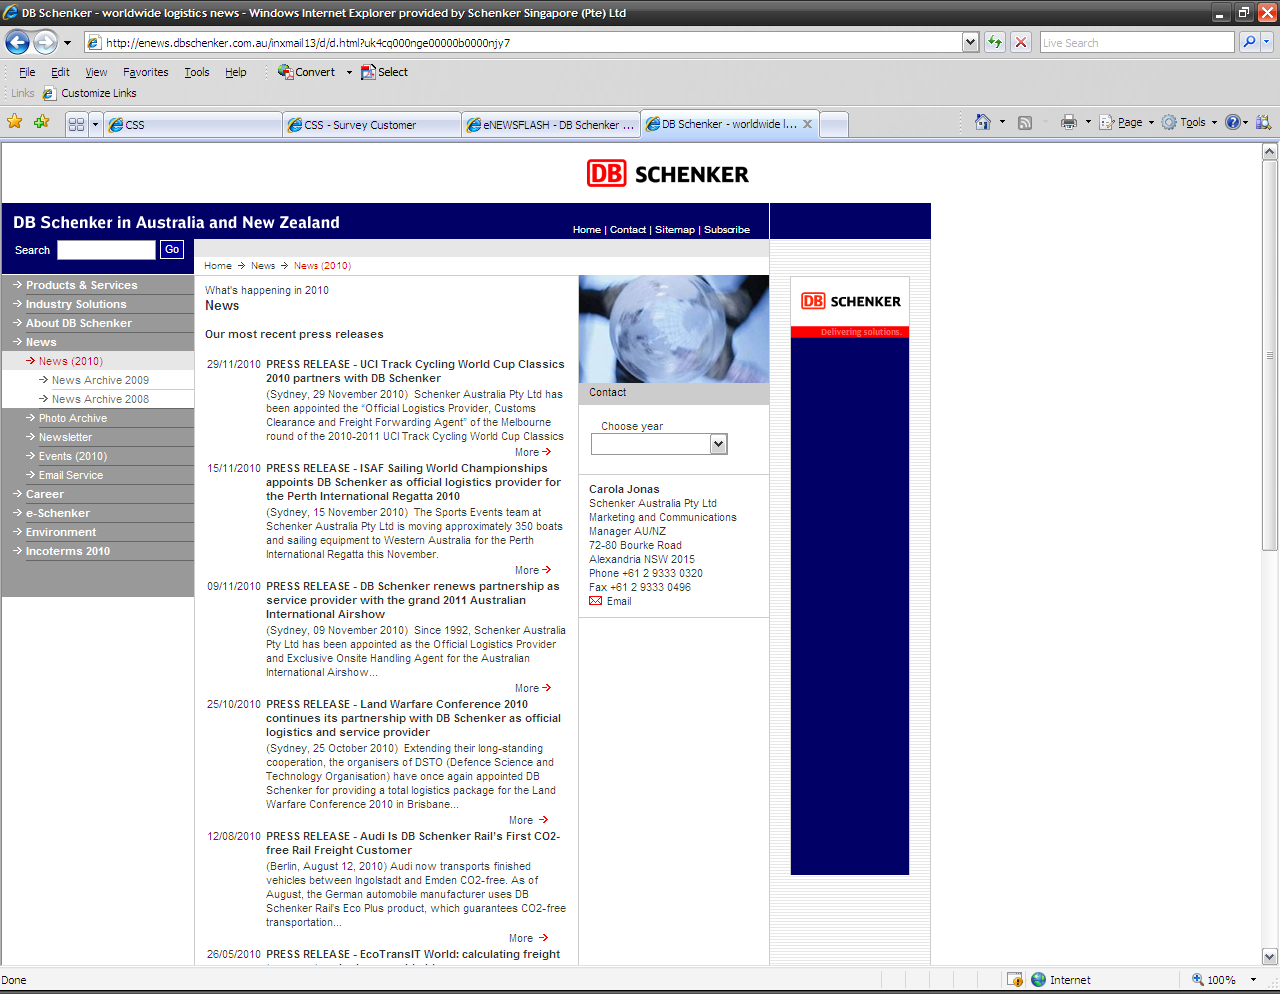 DB Schenker - worldwide logistics news - Windows Internet Explorer provided by Schenker Singapore (Pte) Ltd
http://enews.dbschenker.com.au/inxmail13/d/d.html?uk4cq000nge00000b0000njy7
Live Search
File Edit View Favorites Tools Help Convert Select
Links Customize Links
CSS
CSS - Survey Customer
eNEWSFLASH - DB Schenker ...
DB Schenker - worldwide l...
Page Tools
DB SCHENKER
DB Schenker in Australia and New Zealand
Home | Contact | Sitemap | Subscribe
Search Go
Home → News → News (2010)
→ Products & Services
→ Industry Solutions
→ About DB Schenker
→ News
→ News (2010)
→ News Archive 2009
→ News Archive 2008
→ Photo Archive
→ Newsletter
→ Events (2010)
→ Email Service
→ Career
→ e-Schenker
→ Environment
→ Incoterms 2010
What's happening in 2010
News
Our most recent press releases
29/11/2010 PRESS RELEASE - UCI Track Cycling World Cup Classics
2010 partners with DB Schenker
(Sydney, 29 November 2010) Schenker Australia Pty Ltd has
been appointed the “Official Logistics Provider, Customs
Clearance and Freight Forwarding Agent” of the Melbourne
round of the 2010-2011 UCI Track Cycling World Cup Classics
More →
15/11/2010 PRESS RELEASE - ISAF Sailing World Championships
appoints DB Schenker as official logistics provider for
the Perth International Regatta 2010
(Sydney, 15 November 2010) The Sports Events team at
Schenker Australia Pty Ltd is moving approximately 350 boats
and sailing equipment to Western Australia for the Perth
International Regatta this November.
More →
09/11/2010 PRESS RELEASE - DB Schenker renews partnership as
service provider with the grand 2011 Australian
International Airshow
(Sydney, 09 November 2010) Since 1992, Schenker Australia
Pty Ltd has been appointed as the Official Logistics Provider
and Exclusive Onsite Handling Agent for the Australian
International Airshow...
More →
25/10/2010 PRESS RELEASE - Land Warfare Conference 2010
continues its partnership with DB Schenker as official
logistics and service provider
(Sydney, 25 October 2010) Extending their long-standing
cooperation, the organisers of DSTO (Defence Science and
Technology Organisation) have once again appointed DB
Schenker for providing a total logistics package for the Land
Warfare Conference 2010 in Brisbane...
More →
12/08/2010 PRESS RELEASE - Audi Is DB Schenker Rail's First CO2-
free Rail Freight Customer
(Berlin, August 12, 2010) Audi now transports finished
vehicles between Ingolstadt and Emden CO2-free. As of
August, the German automobile manufacturer uses DB
Schenker Rail's Eco Plus product, which guarantees CO2-free
transportation...
More →
26/05/2010 PRESS RELEASE - EcoTransIT World: calculating freight
Contact
Choose year
Carola Jonas
Schenker Australia Pty Ltd
Marketing and Communications
Manager AU/NZ
72-80 Bourke Road
Alexandria NSW 2015
Phone +61 2 9333 0320
Fax +61 2 9333 0496
Email
DB SCHENKER
Delivering solutions.
Done
Internet
100%